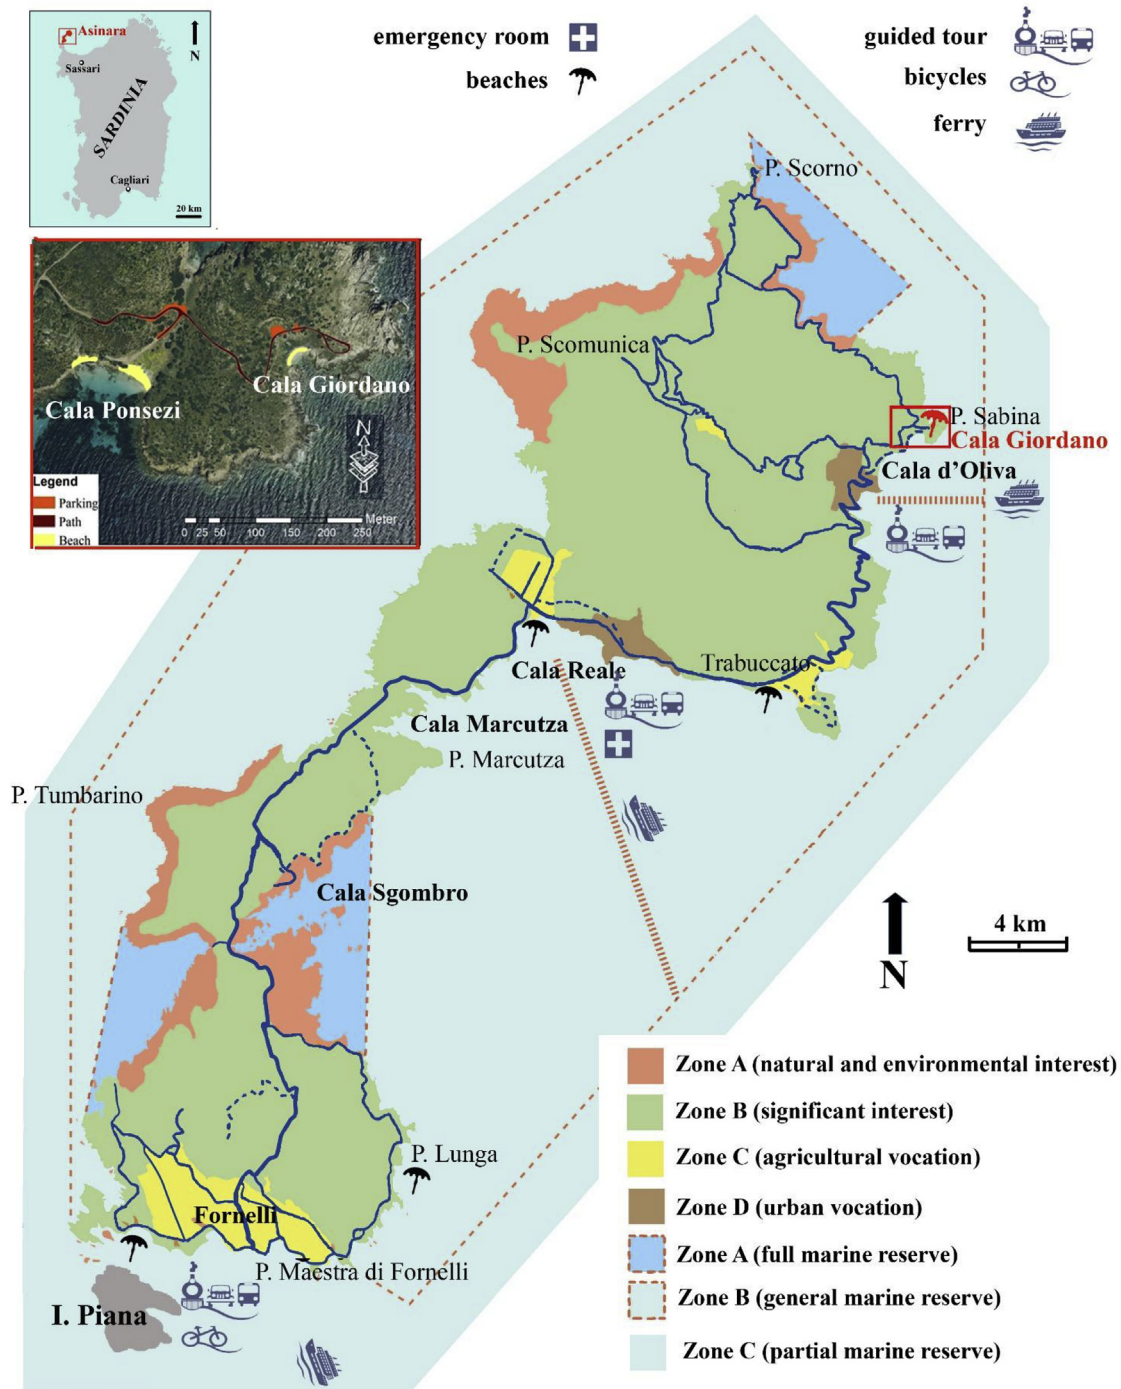 Asinara
N
Sassari
SARDINIA
Cagliari
20 km
emergency room
beaches
guided tour
bicycles
ferry
P. Scorno
P. Scomunica
P. Sabina
Cala Giordano
Cala d'Oliva
Cala Ponsezi
Cala Giordano
N
Legend
Parking
Path
Beach
Meter
0 25 50 100 150 200 250
Trabuccato
Cala Reale
Cala Marcutza
P. Marcutza
P. Tumbarino
Cala Sgombro
N
4 km
P. Lunga
Fornelli
P. Maestra di Fornelli
I. Piana
Zone A (natural and environmental interest)
Zone B (significant interest)
Zone C (agricultural vocation)
Zone D (urban vocation)
Zone A (full marine reserve)
Zone B (general marine reserve)
Zone C (partial marine reserve)